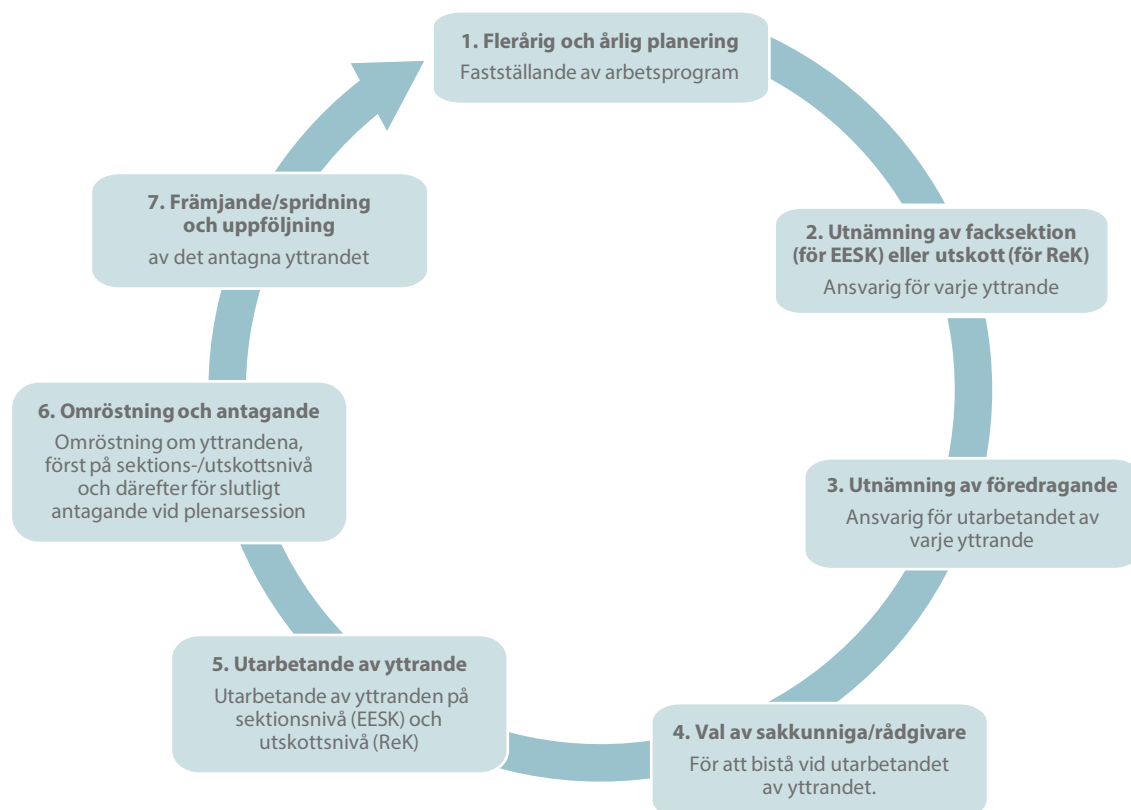 1. Flerårig och årlig planering
Fastställande av arbetsprogram
2. Utnämning av facksektion
(för EESK) eller utskott (för ReK)
Ansvarig för varje yttrande
3. Utnämning av föredragande
Ansvarig för utarbetandet av
varje yttrande
4. Val av sakkunniga/rådgivare
För att bistå vid utarbetandet
av yttrandet.
5. Utarbetande av yttrande
Utarbetande av yttranden på
sektionsnivå (EESK) och
utskottsnivå (ReK)
6. Omröstning och antagande
Omröstning om yttrandena,
först på sektions-/utskottsnivå
och därefter för slutligt
antagande vid plenarsession
7. Främjande/spridning
och uppföljning
av det antagna yttrandet